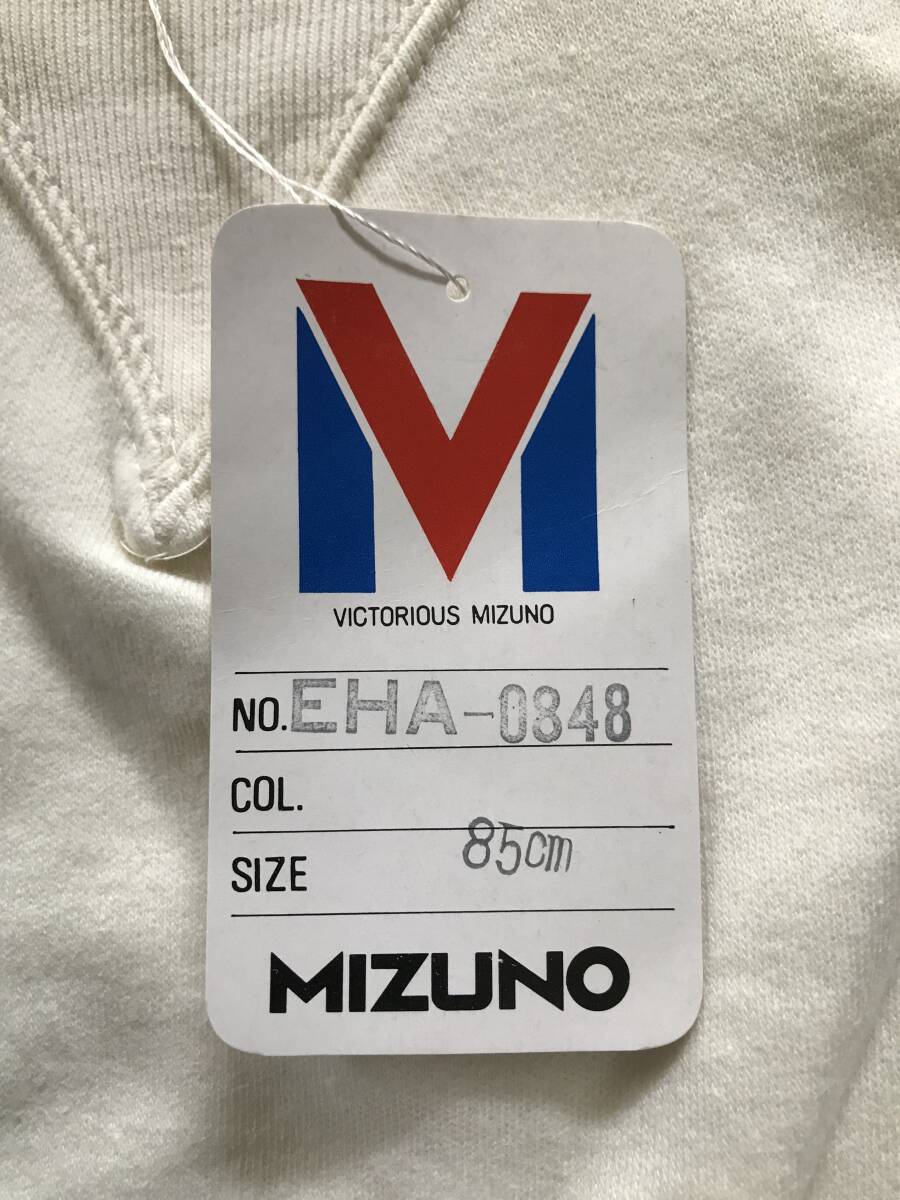 VICTORIOUS MIZUNO
NO. EHA-0848
COL.
SIZE 85cm
MIZUNO